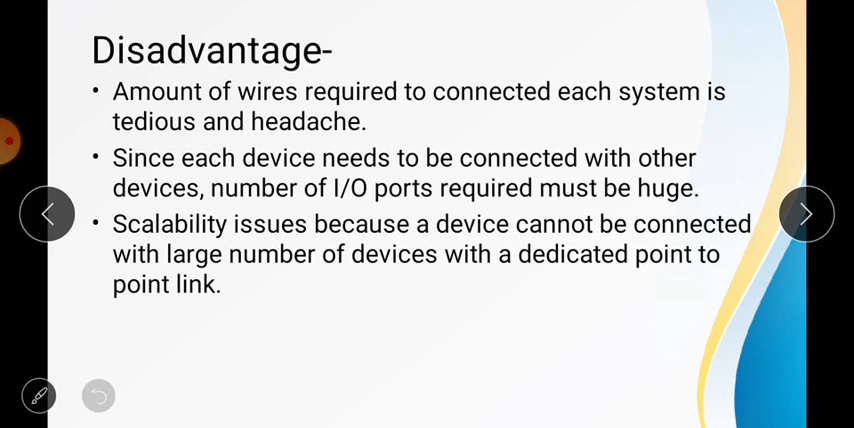 Disadvantage-
• Amount of wires required to connected each system is
tedious and headache.
• Since each device needs to be connected with other
devices, number of I/O ports required must be huge.
• Scalability issues because a device cannot be connected
with large number of devices with a dedicated point to
point link.